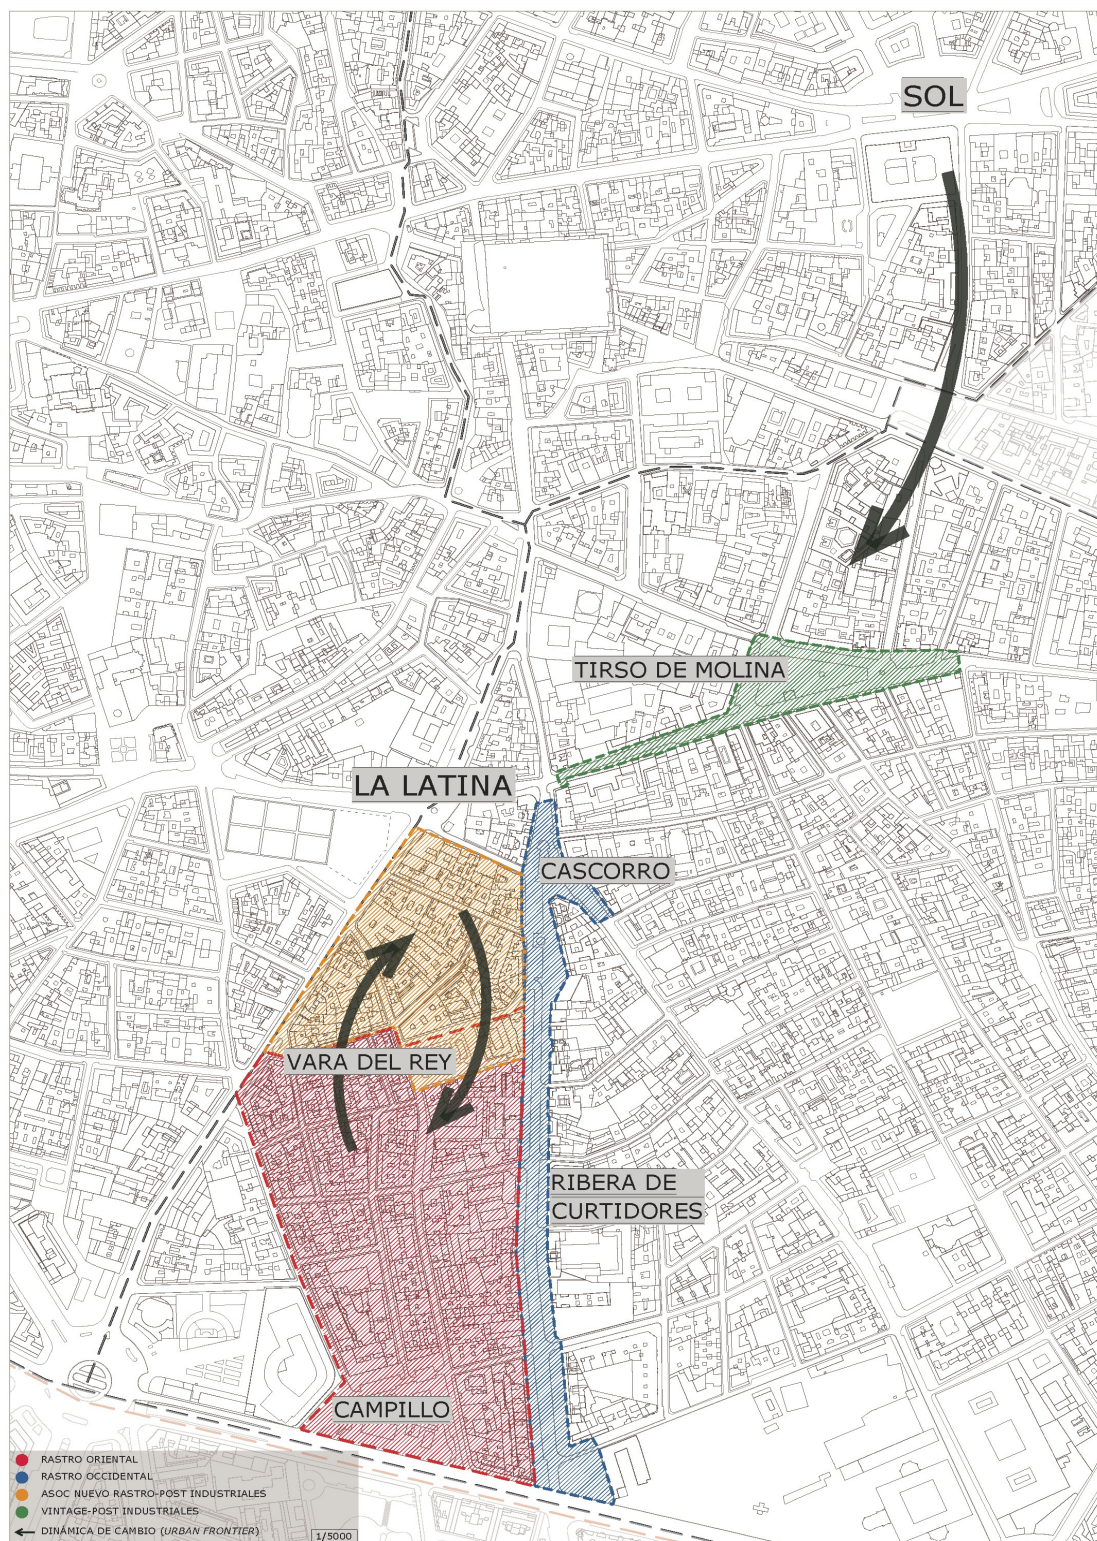 SOL
TIRSO DE MOLINA
LA LATINA
CASCORRO
VARA DEL REY
RIBERA DE
CURTIDORES
CAMPILLO
RASTRO ORIENTAL
RASTRO OCCIDENTAL
ASOC NUEVO RASTRO-POST INDUSTRIALES
VINTAGE-POST INDUSTRIALES
DINÁMICA DE CAMBIO (URBAN FRONTIER)
1/5000